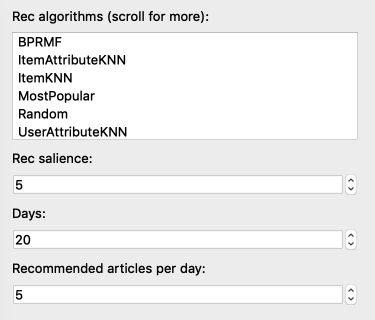 Rec algorithms (scroll for more):
BPRMF
ItemAttributeKNN
ItemKNN
MostPopular
Random
UserAttributeKNN
Rec salience:
5
Days:
20
Recommended articles per day:
5